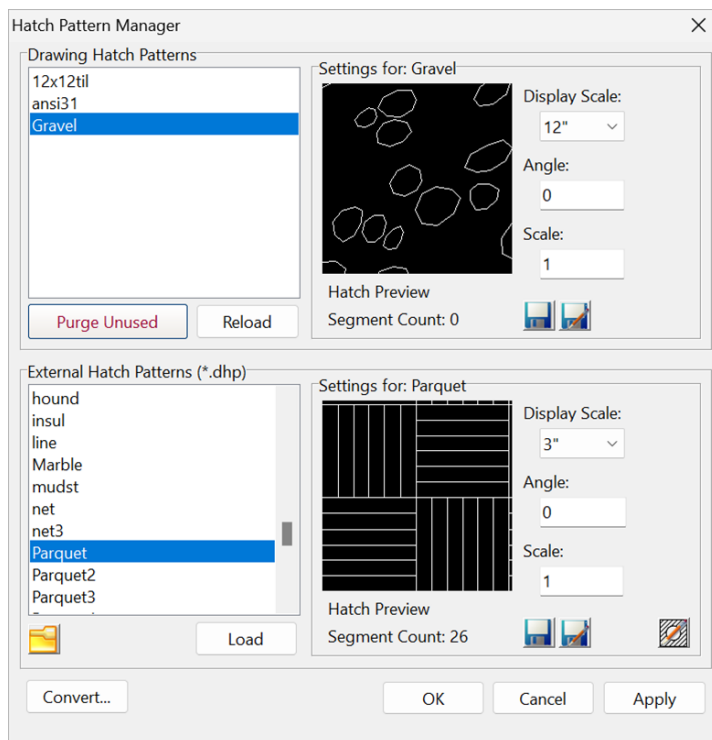 Hatch Pattern Manager
Drawing Hatch Patterns
12x12til
ansi31
Gravel
Purge Unused
Reload
Settings for: Gravel
Display Scale:
12"
Angle:
0
Scale:
1
Hatch Preview
Segment Count: 0
External Hatch Patterns (*.dhp)
hound
insul
line
Marble
mudst
net
net3
Parquet
Parquet2
Parquet3
Load
Settings for: Parquet
Display Scale:
3"
Angle:
0
Scale:
1
Hatch Preview
Segment Count: 26
Convert...
OK
Cancel
Apply